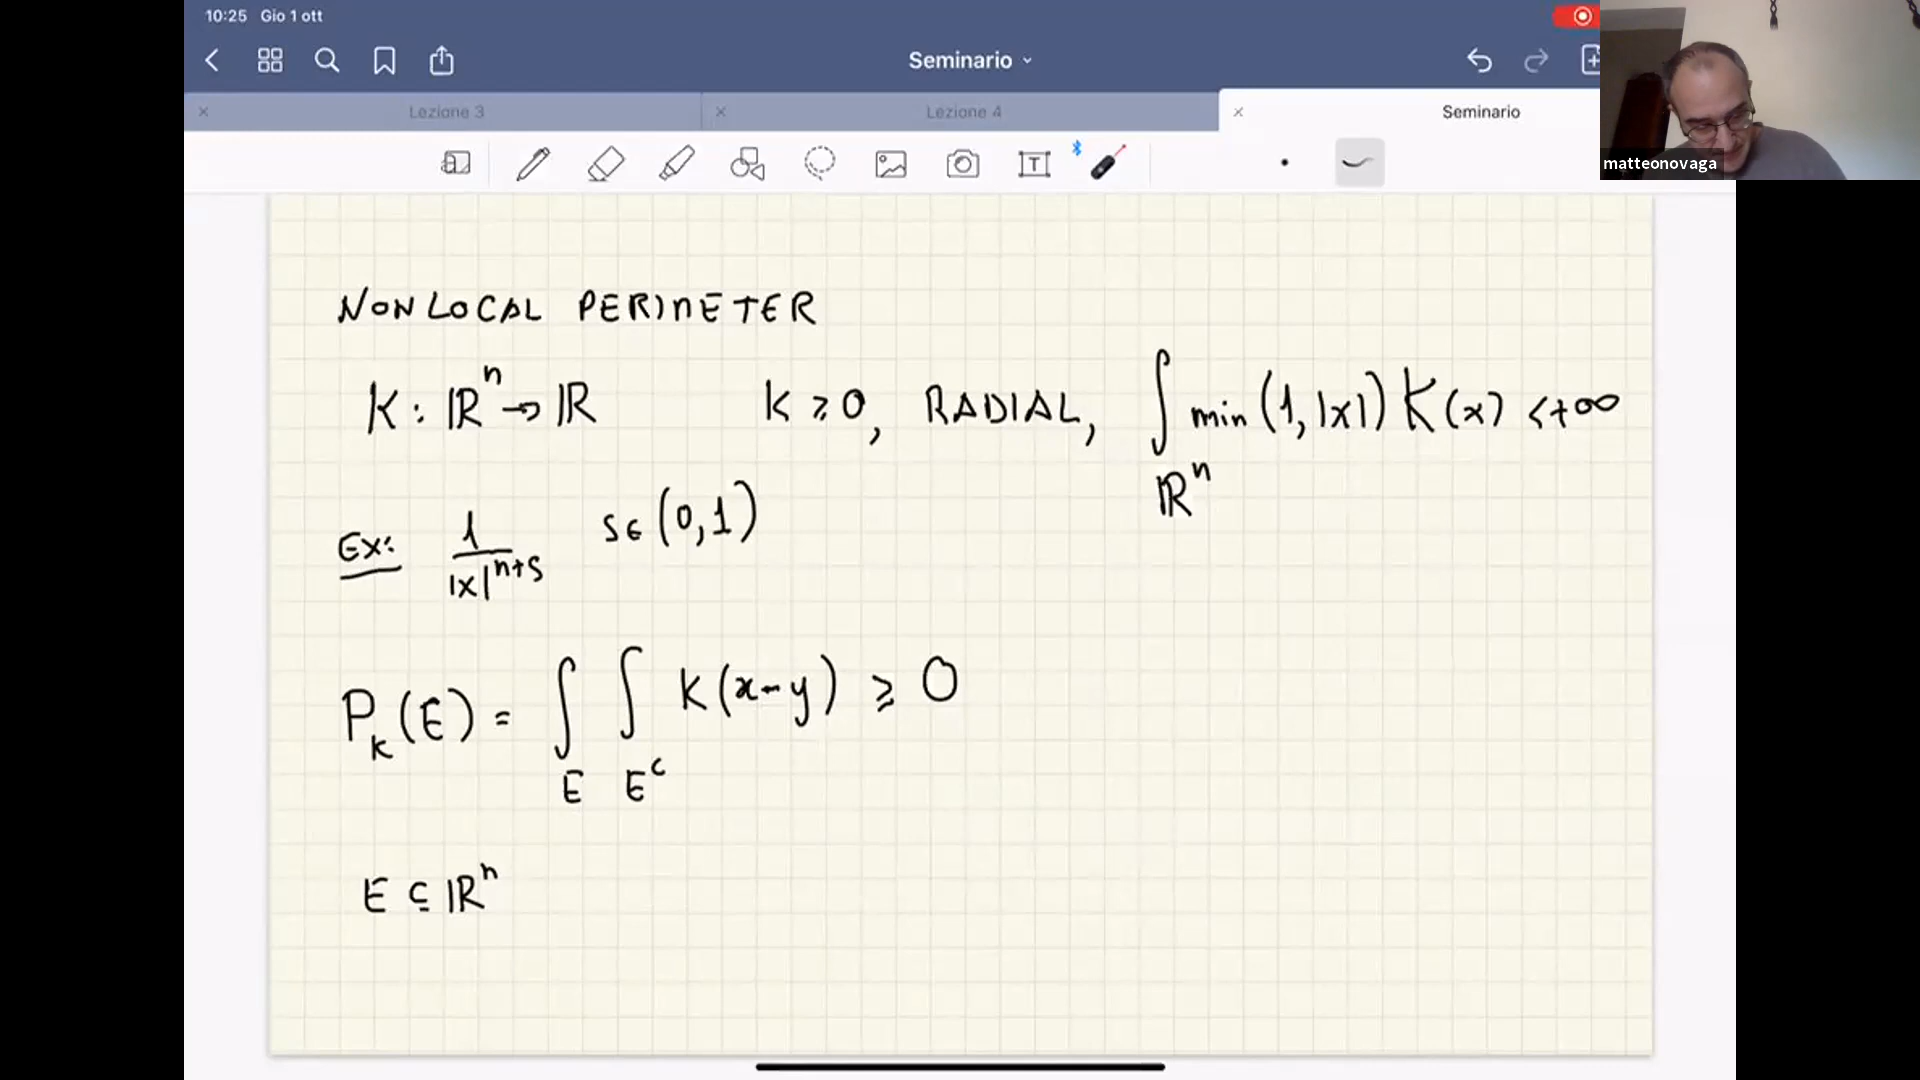 10:25 Gio 1 ott
Seminario
Lezione 3
Lezione 4
Seminario
matteonovaga
NONLOCAL PERIMETER
K : ℝⁿ → ℝ K ≥ 0, RADIAL, ∫_{ℝⁿ} min(1, |x|) K(x) < +∞
Ex: 1/|x|^{n+s} s ∈ (0,1)
P_K(E) = ∫_E ∫_{E^c} K(x-y) ≥ 0
E ⊆ ℝⁿ